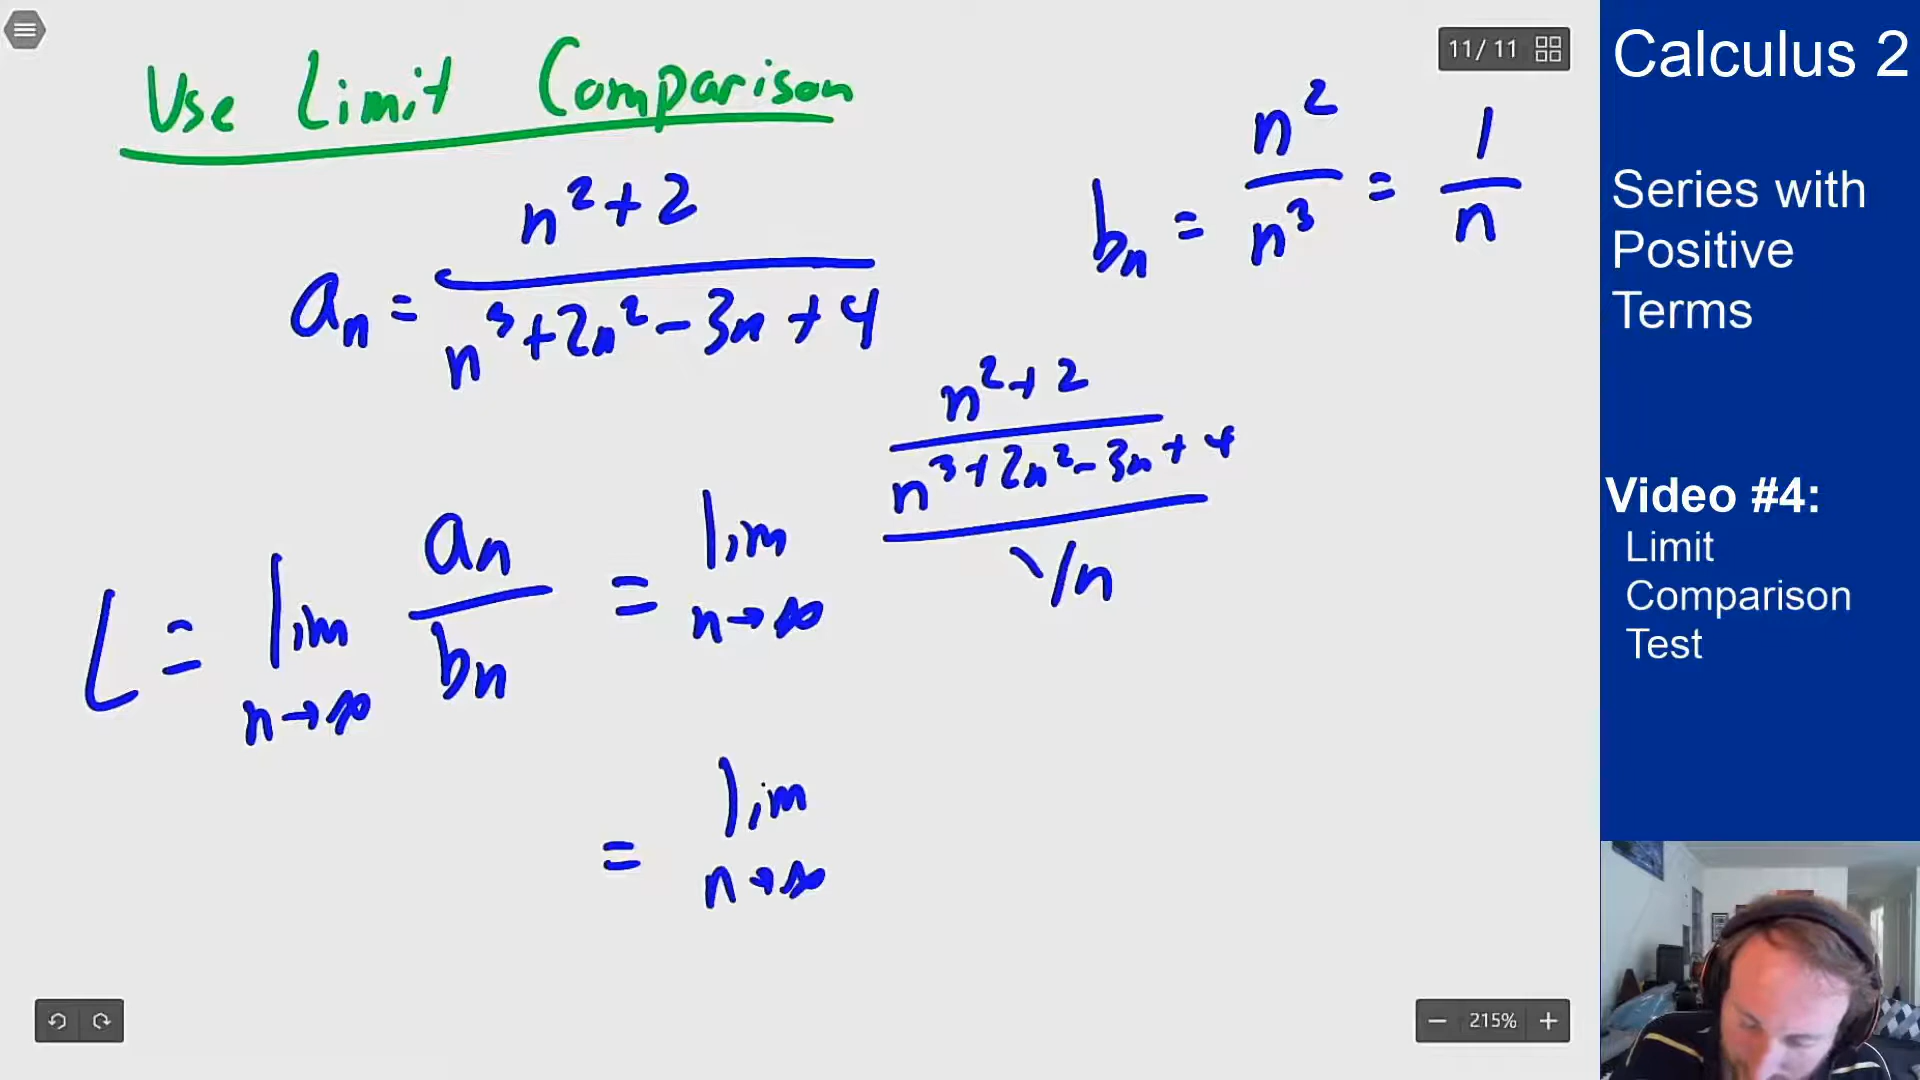 Use Limit Comparison
11/11
n²+2
aₙ = ―――
n³+2n²-3n+4
bₙ = n²/n³ = 1/n
L = lim n→∞ aₙ/bₙ = lim n→∞ ((n²+2)/(n³+2n²-3n+4))/(1/n)
= lim n→∞
215%
Calculus 2
Series with
Positive
Terms
Video #4:
Limit
Comparison
Test